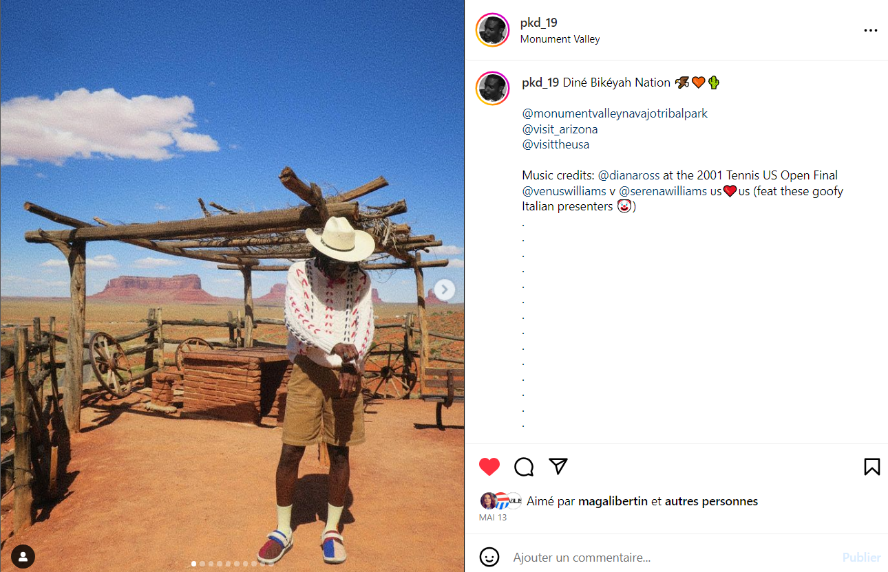 pkd_19
Monument Valley
pkd_19 Diné Bikéyah Nation 🐎🧡🌵
@monumentvalleynavajotribalpark
@visit_arizona
@visittheusa
Music credits: @dianaross at the 2001 Tennis US Open Final
@venuswilliams v @serenawilliams us❤️us (feat these goofy
Italian presenters 🤡)
.
.
.
.
.
.
.
.
.
.
.
.
.
.
Aimé par magalibertin et autres personnes
MAI 13
Ajouter un commentaire...
Publier